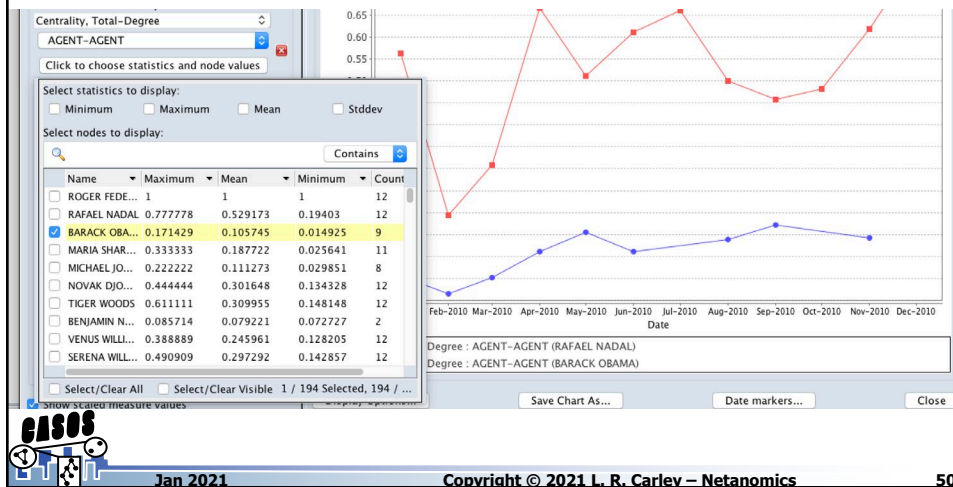 Centrality, Total-Degree
AGENT-AGENT
Click to choose statistics and node values
Select statistics to display:
Minimum Maximum Mean Stddev
Select nodes to display:
Contains
Name Maximum Mean Minimum Count
ROGER FEDE... 1 1 1 12
RAFAEL NADAL 0.777778 0.529173 0.19403 12
BARACK OBA... 0.171429 0.105745 0.014925 9
MARIA SHAR... 0.333333 0.187722 0.025641 11
MICHAEL JO... 0.222222 0.111273 0.029851 8
NOVAK DJO... 0.444444 0.301648 0.134328 12
TIGER WOODS 0.611111 0.309955 0.148148 12
BENJAMIN N... 0.085714 0.079221 0.072727 2
VENUS WILLI... 0.388889 0.245961 0.128205 12
SERENA WILL... 0.490909 0.297292 0.142857 12
Select/Clear All Select/Clear Visible 1 / 194 Selected, 194 / ...
Show scaled measure values
0.65
0.60
0.55
Feb-2010 Mar-2010 Apr-2010 May-2010 Jun-2010 Jul-2010 Aug-2010 Sep-2010 Oct-2010 Nov-2010 Dec-2010
Date
Degree : AGENT-AGENT (RAFAEL NADAL)
Degree : AGENT-AGENT (BARACK OBAMA)
Save Chart As... Date markers... Close
CASOS
Jan 2021 Copyright © 2021 L. R. Carley – Netanomics 50